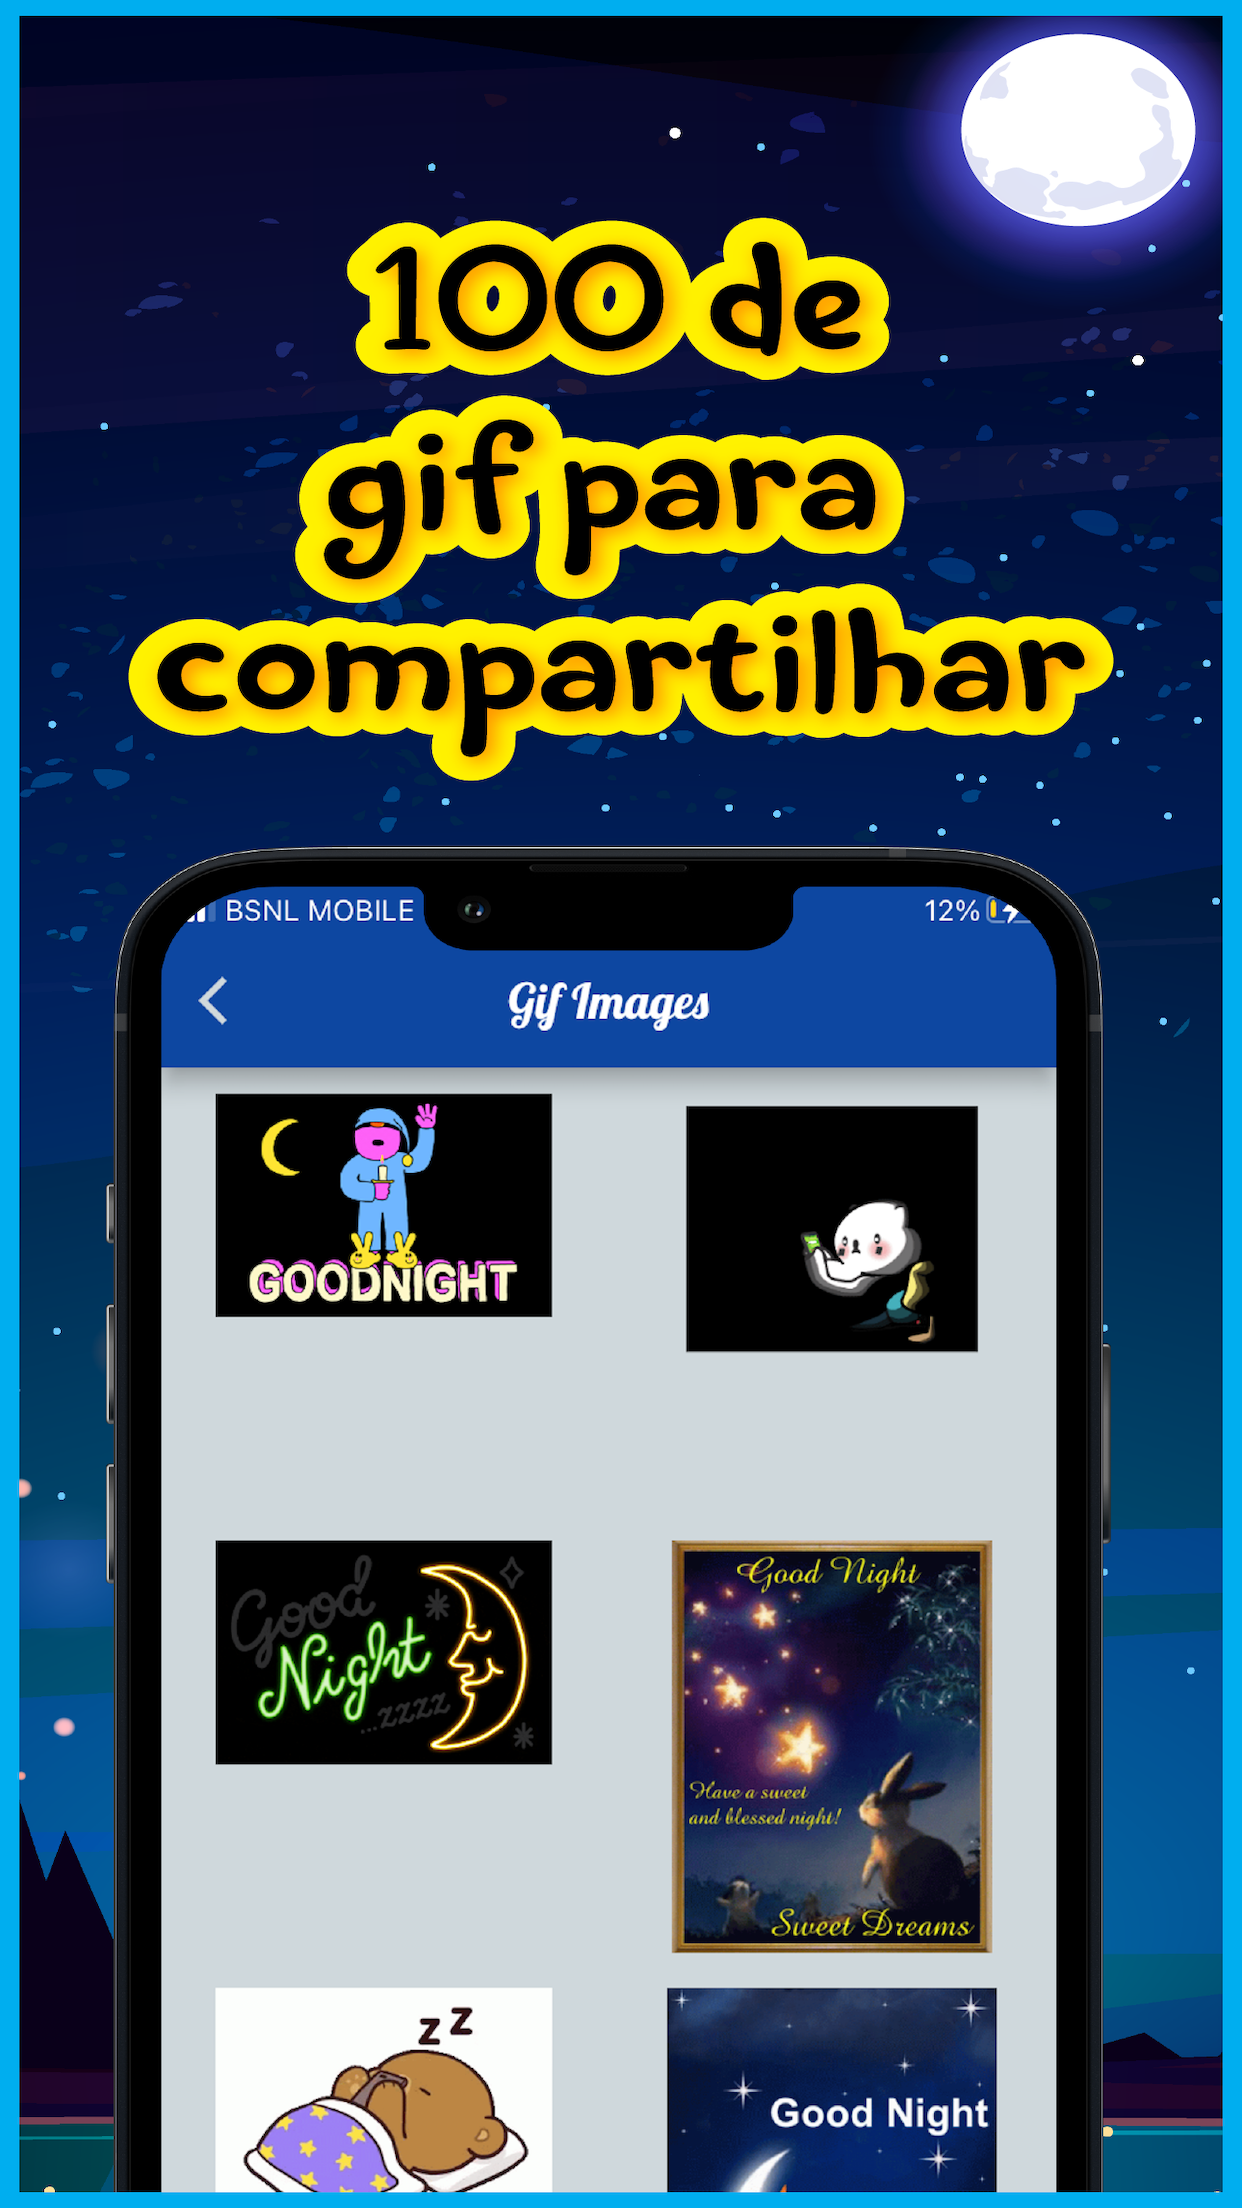 100 de
gif para
compartilhar
BSNL MOBILE
12%
Gif Images
GOODNIGHT
Good
Night
...zzzz
Good Night
Have a sweet
and blessed night!
Sweet Dreams
z z
Good Night